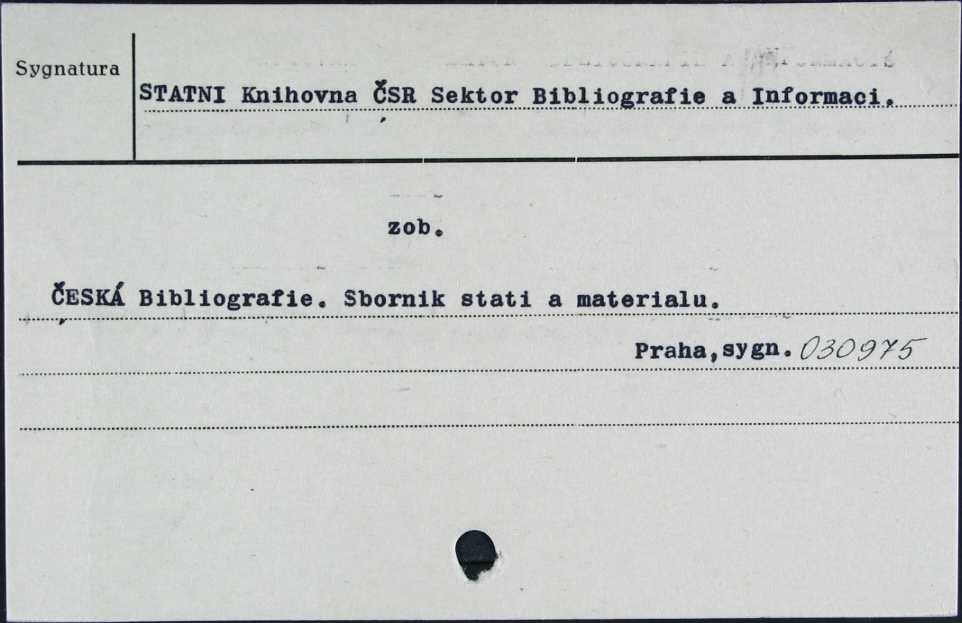 Sygnatura
STATNI Knihovna ČSR Sektor Bibliografie a Informaci.
zob.
ČESKÁ Bibliografie. Sbornik stati a materialu.
Praha,sygn. 030975